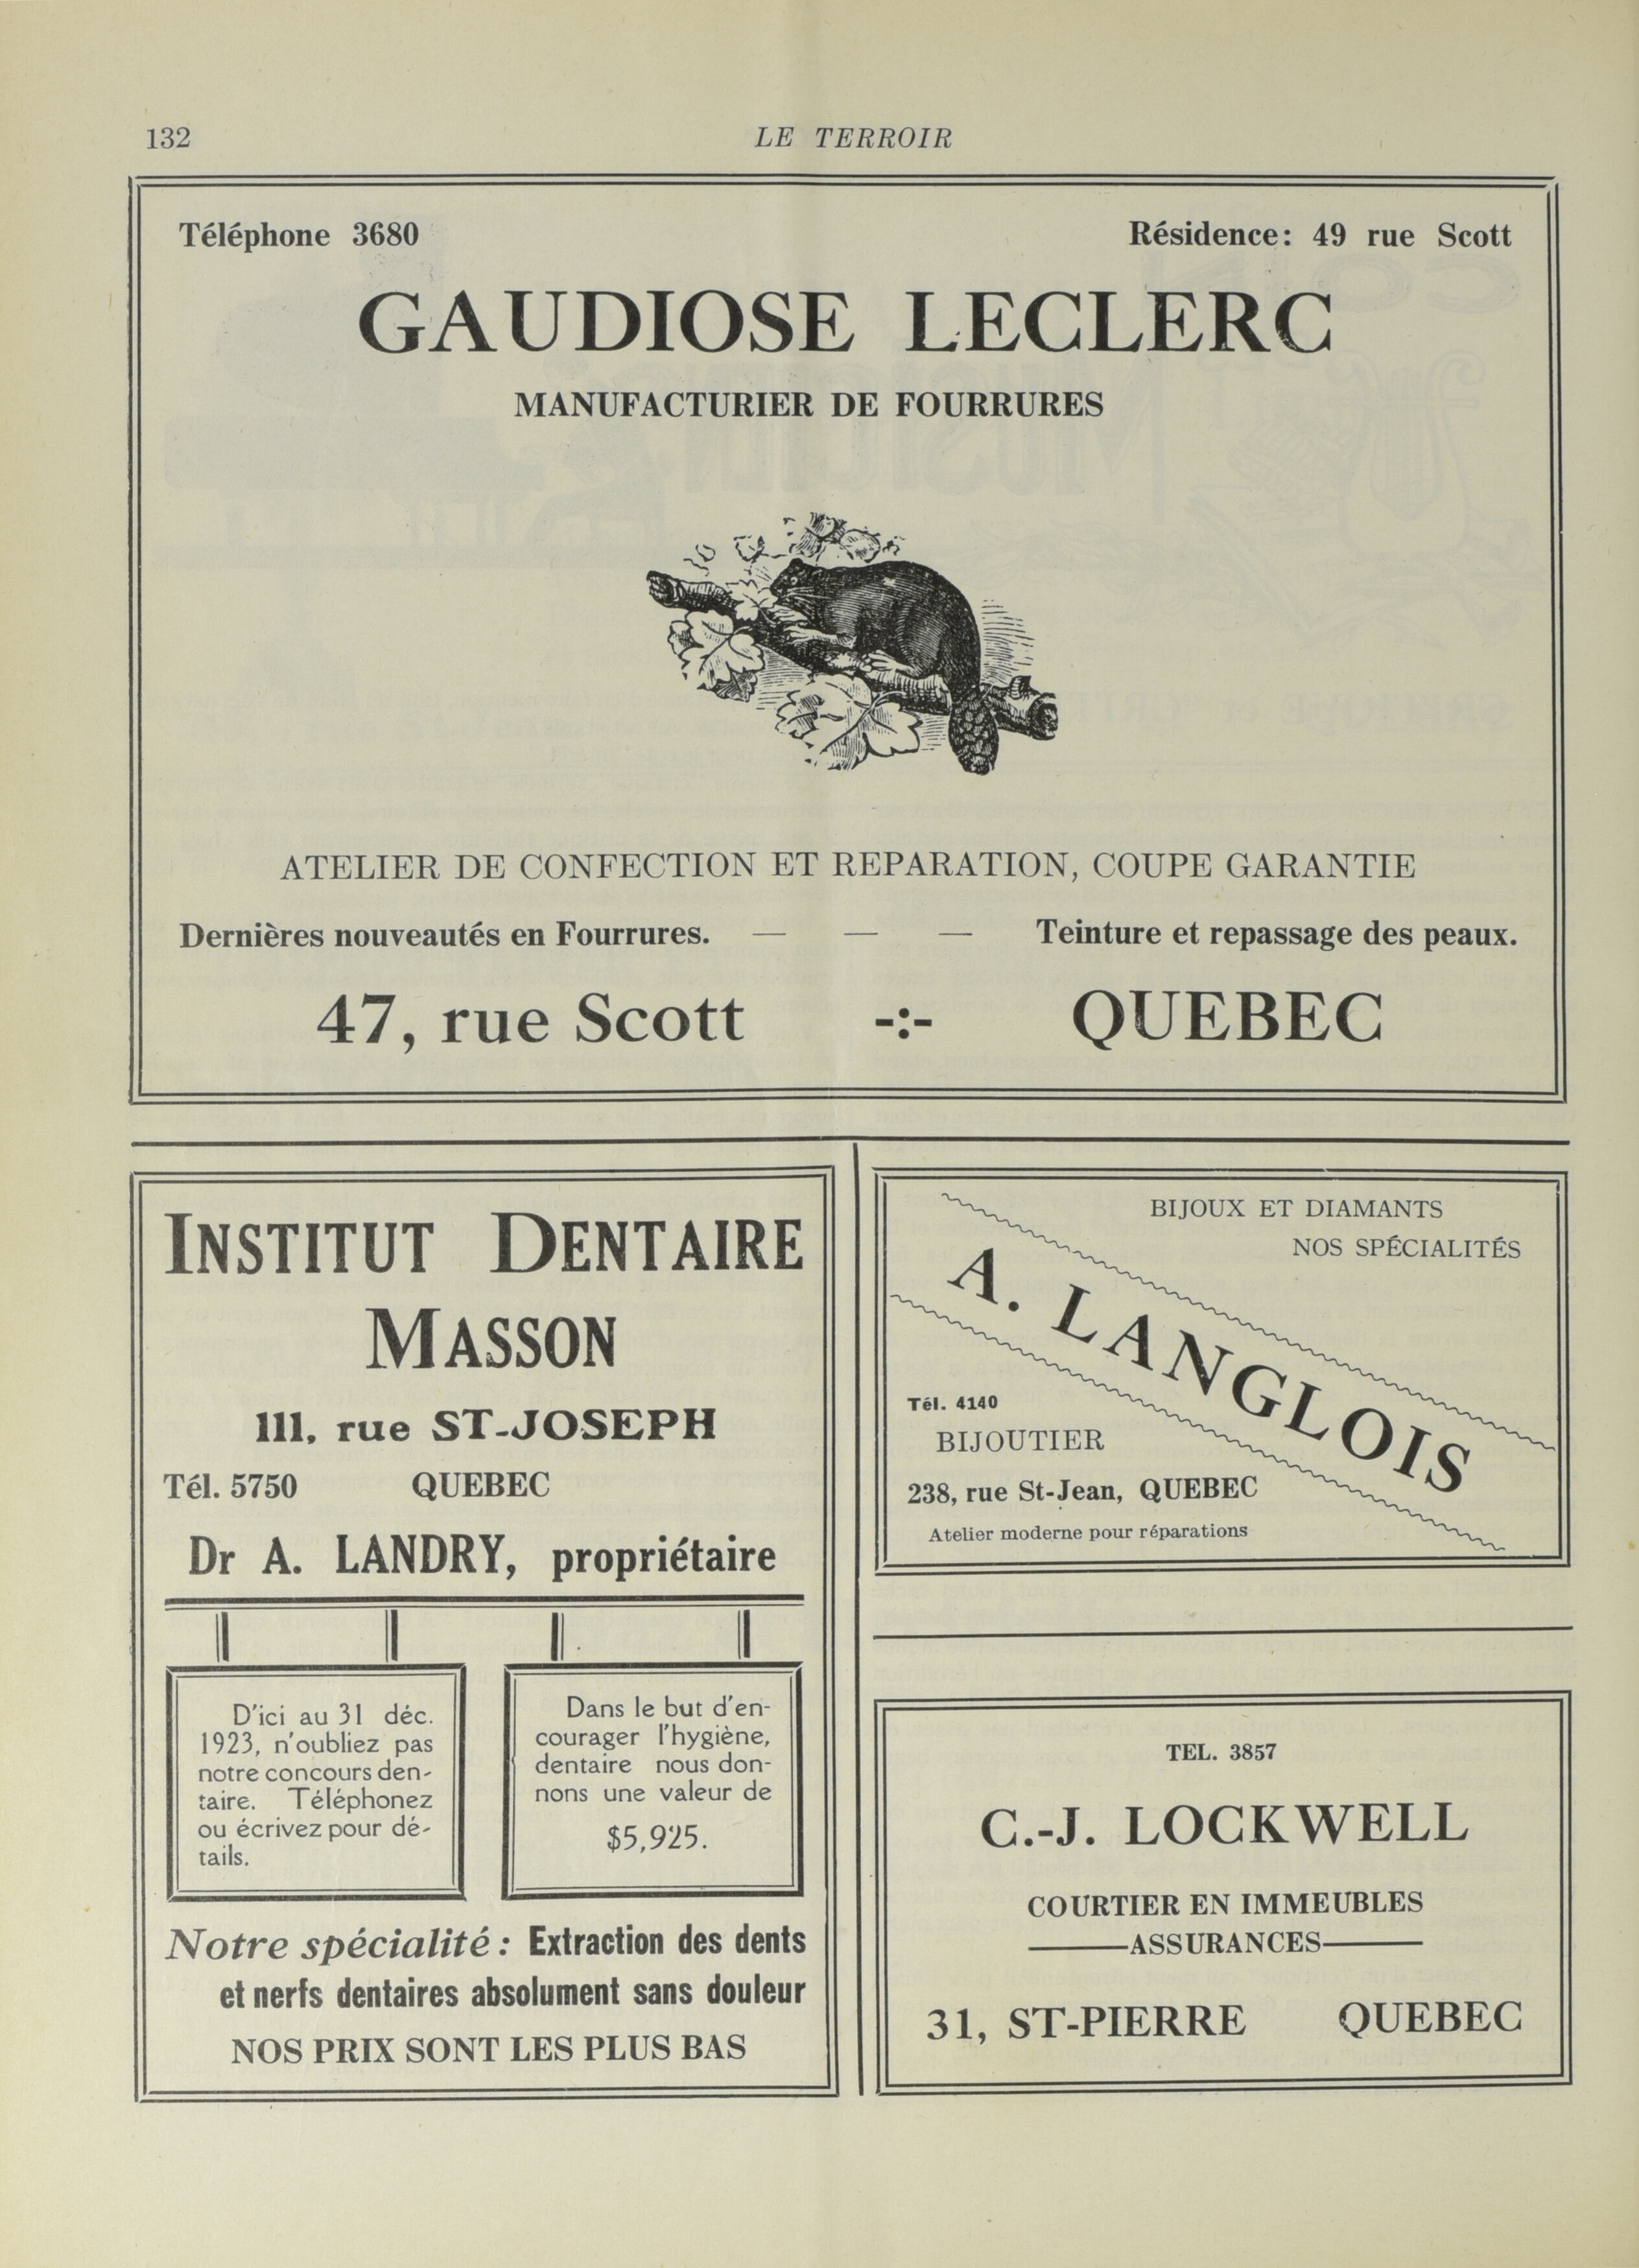 132
LE TERROIR
Téléphone 3680
Résidence: 49 rue Scott
GAUDIOSE LECLERC
MANUFACTURIER DE FOURRURES
ATELIER DE CONFECTION ET REPARATION, COUPE GARANTIE
Dernières nouveautés en Fourrures. — — — Teinture et repassage des peaux.
47, rue Scott -:- QUEBEC
INSTITUT DENTAIRE
MASSON
111, rue ST-JOSEPH
Tél. 5750 QUEBEC
Dr A. LANDRY, propriétaire
D'ici au 31 déc.
1923, n'oubliez pas
notre concours den-
taire. Téléphonez
ou écrivez pour dé-
tails.
Dans le but d'en-
courager l'hygiène,
dentaire nous don-
nons une valeur de
$5,925.
Notre spécialité : Extraction des dents
et nerfs dentaires absolument sans douleur
NOS PRIX SONT LES PLUS BAS
BIJOUX ET DIAMANTS
NOS SPÉCIALITÉS
A. LANGLOIS
Tél. 4140
BIJOUTIER
238, rue St-Jean, QUEBEC
Atelier moderne pour réparations
TEL. 3857
C.-J. LOCKWELL
COURTIER EN IMMEUBLES
ASSURANCES
31, ST-PIERRE QUEBEC